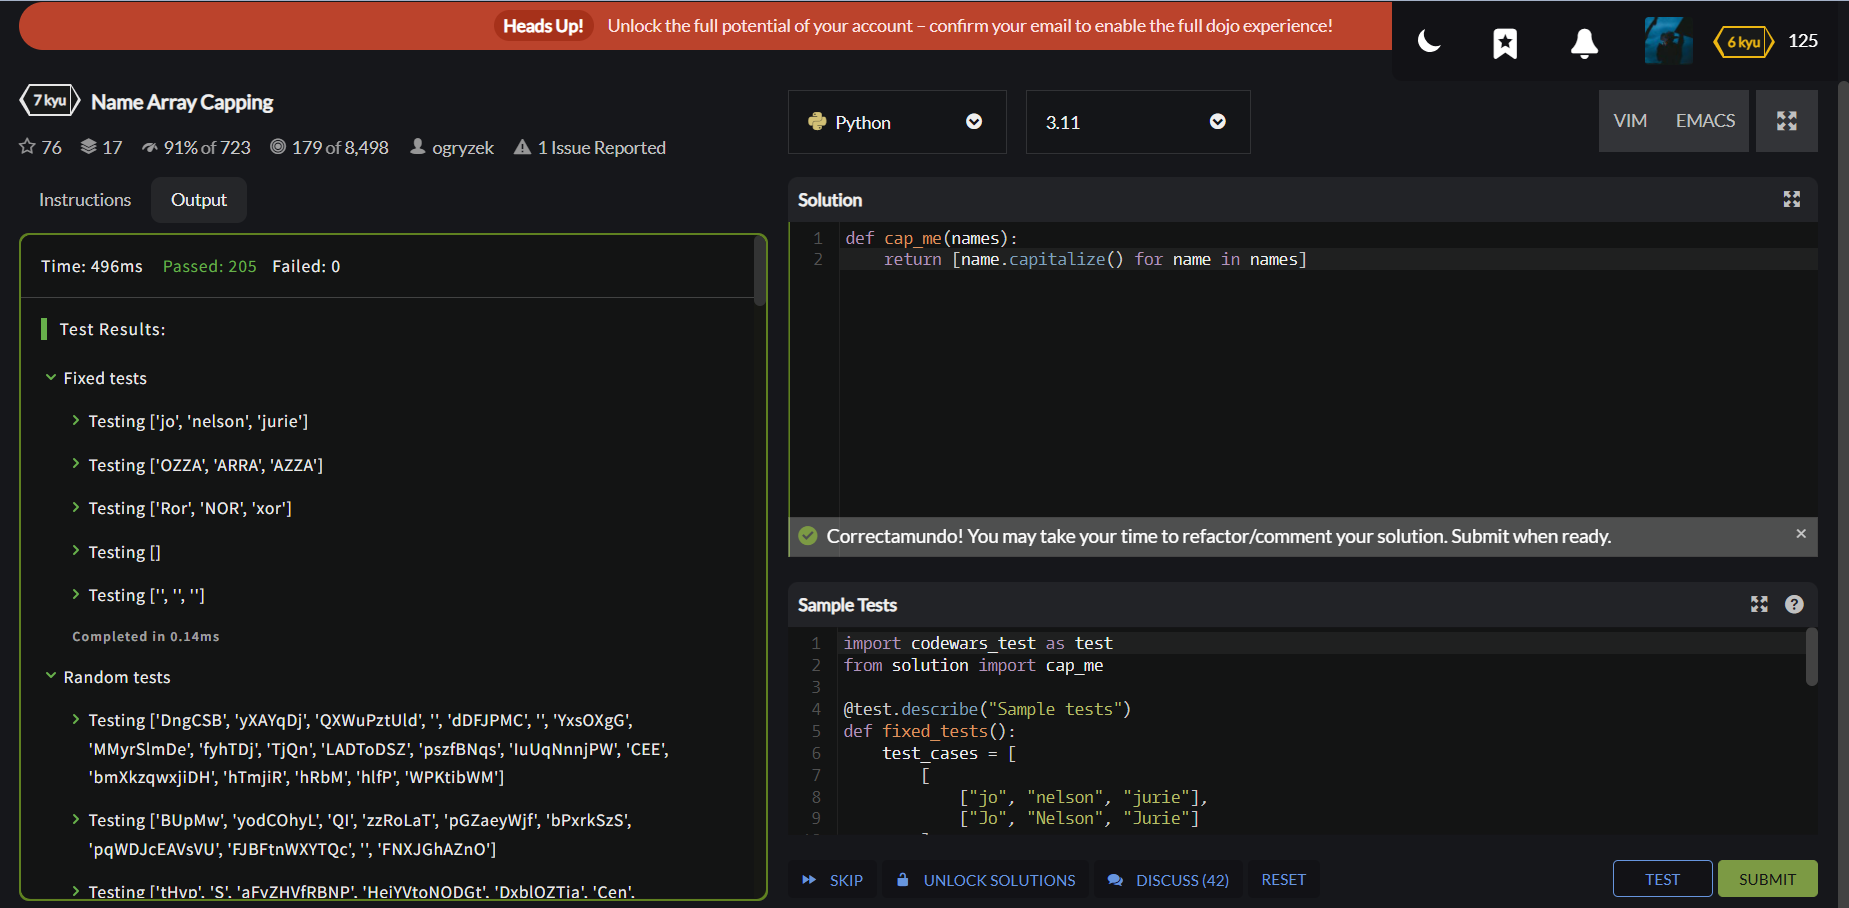 Heads Up! Unlock the full potential of your account – confirm your email to enable the full dojo experience!
6 kyu 125
7 kyu Name Array Capping
76 17 91% of 723 179 of 8,498 ogryzek 1 Issue Reported
Instructions Output
Time: 496ms Passed: 205 Failed: 0
Test Results:
Fixed tests
Testing ['jo', 'nelson', 'jurie']
Testing ['OZZA', 'ARRA', 'AZZA']
Testing ['Ror', 'NOR', 'xor']
Testing []
Testing ['', '', '']
Completed in 0.14ms
Random tests
Testing ['DngCSB', 'yXAYqDj', 'QXWuPztUld', '', 'dDFJPMC', '', 'YxsOXgG',
'MMyrSlmDe', 'fyhTDj', 'TjQn', 'LADToDSZ', 'pszfBNqs', 'IuUqNnnjPW', 'CEE',
'bmXkzqwxjiDH', 'hTmjiR', 'hRbM', 'hlfP', 'WPKtibWM']
Testing ['BUpMw', 'yodCOhyL', 'QI', 'zzRoLaT', 'pGZaeyWjf', 'bPxrkSzS',
'pqWDJcEAVsVU', 'FJBFtnWXYTQc', '', 'FNXJGhAZnO']
Testing ['tHyp', 'S', 'aFyZHVfRBNP', 'HeiYVtoNODGt', 'DxblOZTia', 'Cen',
Python 3.11 VIM EMACS
Solution
1 def cap_me(names):
2 return [name.capitalize() for name in names]
Correctamundo! You may take your time to refactor/comment your solution. Submit when ready. ×
Sample Tests ?
1 import codewars_test as test
2 from solution import cap_me
3
4 @test.describe("Sample tests")
5 def fixed_tests():
6 test_cases = [
7 [
8 ["jo", "nelson", "jurie"],
9 ["Jo", "Nelson", "Jurie"]
SKIP UNLOCK SOLUTIONS DISCUSS (42) RESET TEST SUBMIT